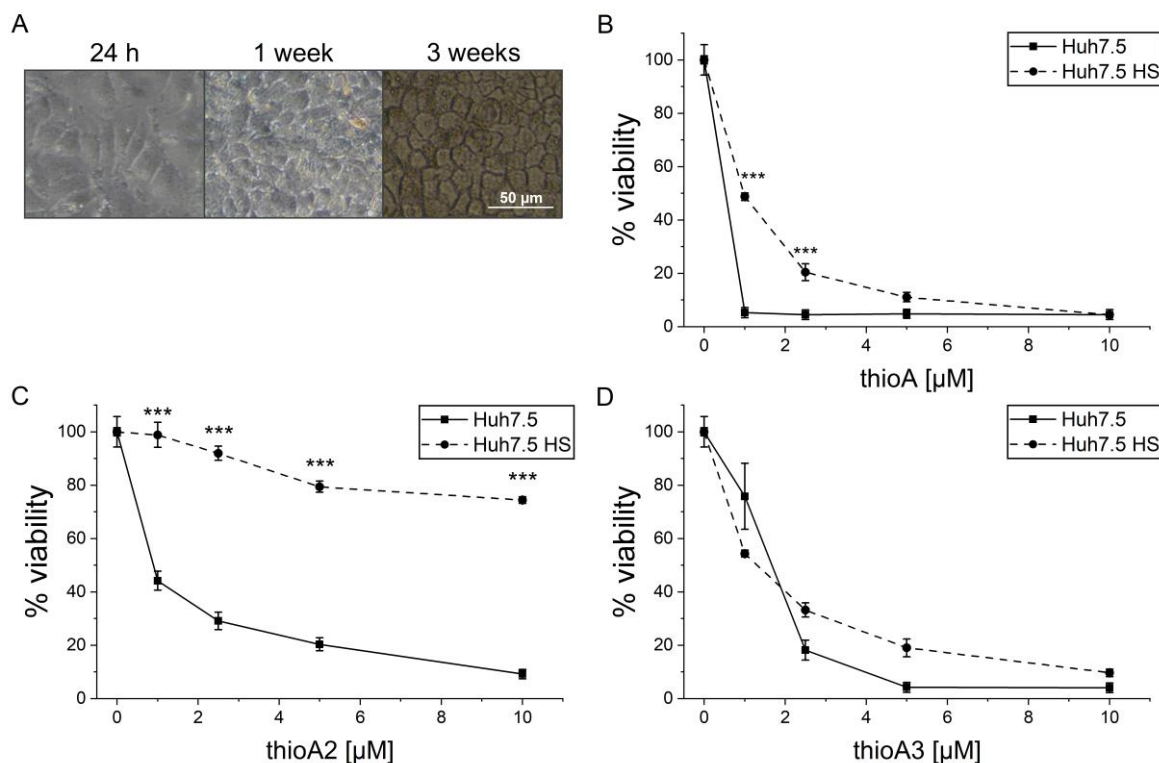 A
24 h 1 week 3 weeks
50 µm
B
Huh7.5
Huh7.5 HS
***
***
% viability
100
80
60
40
20
0
0 2 4 6 8 10
thioA [µM]
C
Huh7.5
Huh7.5 HS
***
***
***
***
% viability
100
80
60
40
20
0
0 2 4 6 8 10
thioA2 [µM]
D
Huh7.5
Huh7.5 HS
% viability
100
80
60
40
20
0
0 2 4 6 8 10
thioA3 [µM]